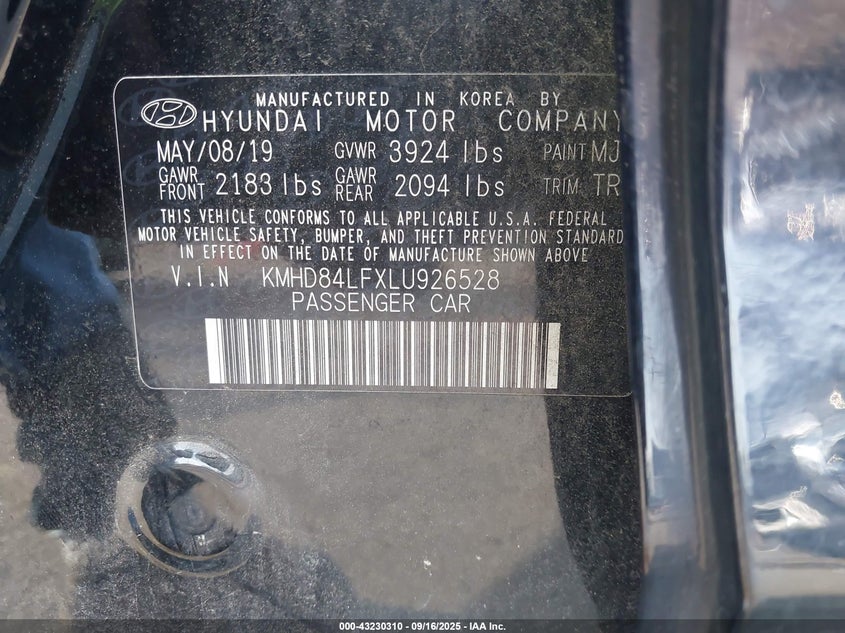 MANUFACTURED IN KOREA BY
HYUNDAI MOTOR COMPANY
MAY/08/19 GVWR 3924 lbs PAINT MJ
GAWR FRONT 2183 lbs GAWR REAR 2094 lbs TRIM TR
THIS VEHICLE CONFORMS TO ALL APPLICABLE U.S.A. FEDERAL
MOTOR VEHICLE SAFETY, BUMPER, AND THEFT PREVENTION STANDARD
IN EFFECT ON THE DATE OF MANUFACTURE SHOWN ABOVE
V.I.N KMHD84LFXLU926528
PASSENGER CAR
000-43230310 - 09/16/2025 - IAA Inc.